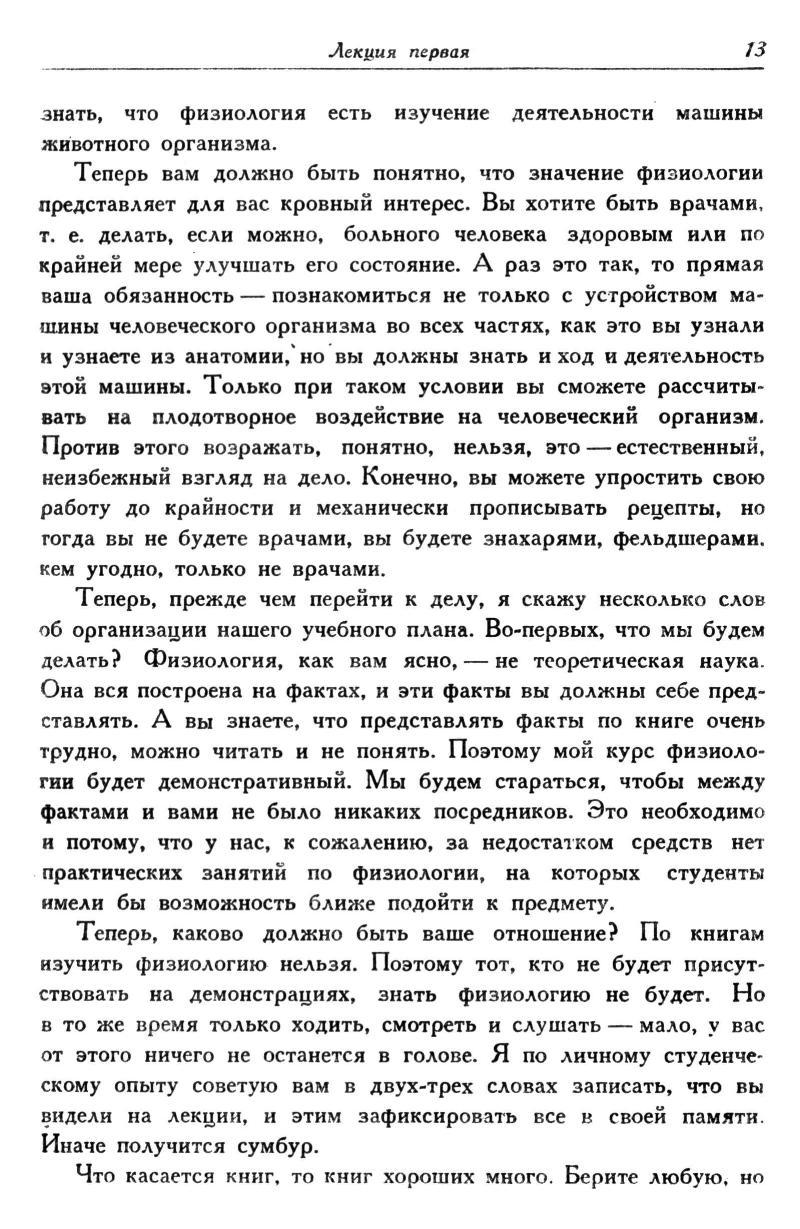 Лекция первая 13
знать, что физиология есть изучение деятельности машины
животного организма.
Теперь вам должно быть понятно, что значение физиологии
представляет для вас кровный интерес. Вы хотите быть врачами,
т. е. делать, если можно, больного человека здоровым или по
крайней мере улучшать его состояние. А раз это так, то прямая
ваша обязанность — познакомиться не только с устройством ма-
шины человеческого организма во всех частях, как это вы узнали
и узнаете из анатомии, но вы должны знать и ход и деятельность
этой машины. Только при таком условии вы сможете рассчиты-
вать на плодотворное воздействие на человеческий организм.
Против этого возражать, понятно, нельзя, это — естественный,
неизбежный взгляд на дело. Конечно, вы можете упростить свою
работу до крайности и механически прописывать рецепты, но
тогда вы не будете врачами, вы будете знахарями, фельдшерами.
кем угодно, только не врачами.
Теперь, прежде чем перейти к делу, я скажу несколько слов
об организации нашего учебного плана. Во-первых, что мы будем
делать? Физиология, как вам ясно, — не теоретическая наука.
Она вся построена на фактах, и эти факты вы должны себе пред-
ставлять. А вы знаете, что представлять факты по книге очень
трудно, можно читать и не понять. Поэтому мой курс физиоло-
гии будет демонстративный. Мы будем стараться, чтобы между
фактами и вами не было никаких посредников. Это необходимо
и потому, что у нас, к сожалению, за недостатком средств нет
практических занятий по физиологии, на которых студенты
имели бы возможность ближе подойти к предмету.
Теперь, каково должно быть ваше отношение? По книгам
изучить физиологию нельзя. Поэтому тот, кто не будет присут-
ствовать на демонстрациях, знать физиологию не будет. Но
в то же время только ходить, смотреть и слушать — мало, у вас
от этого ничего не останется в голове. Я по личному студенче-
скому опыту советую вам в двух-трех словах записать, что вы
видели на лекции, и этим зафиксировать все в своей памяти.
Иначе получится сумбур.
Что касается книг, то книг хороших много. Берите любую, но